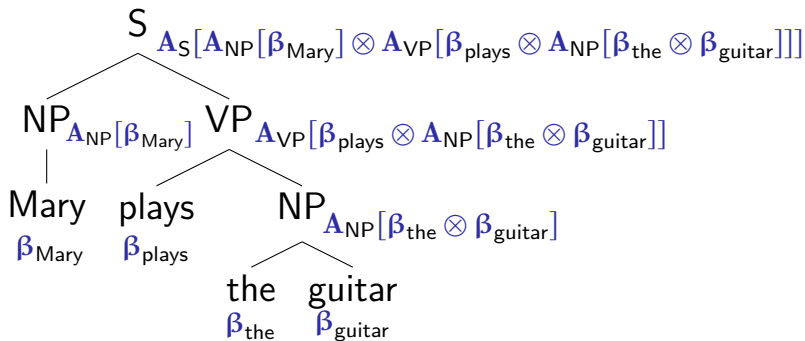 S A_S[A_NP[β_Mary] ⊗ A_VP[β_plays ⊗ A_NP[β_the ⊗ β_guitar]]]
NP A_NP[β_Mary] VP A_VP[β_plays ⊗ A_NP[β_the ⊗ β_guitar]]
Mary plays NP A_NP[β_the ⊗ β_guitar]
β_Mary β_plays
the guitar
β_the β_guitar